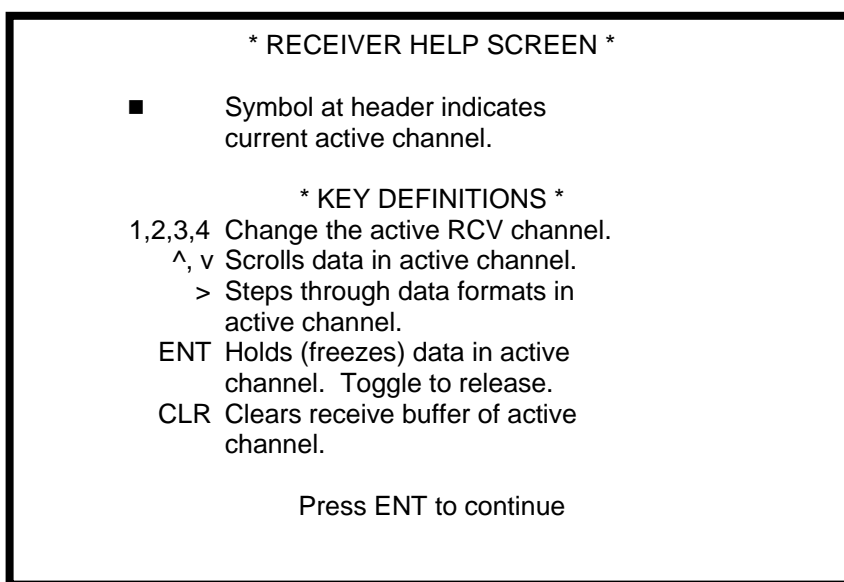 * RECEIVER HELP SCREEN *
■ Symbol at header indicates
current active channel.
* KEY DEFINITIONS *
1,2,3,4 Change the active RCV channel.
^, v Scrolls data in active channel.
> Steps through data formats in
active channel.
ENT Holds (freezes) data in active
channel. Toggle to release.
CLR Clears receive buffer of active
channel.
Press ENT to continue